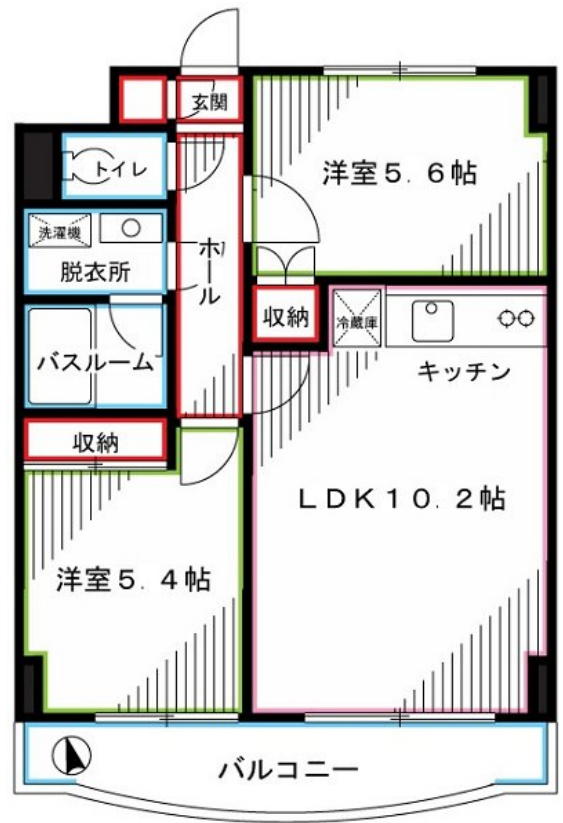 玄関
トイレ
洋室5.6帖
洗濯機
脱衣所
ホール
収納
冷蔵庫
キッチン
バスルーム
収納
LDK10.2帖
洋室5.4帖
バルコニー